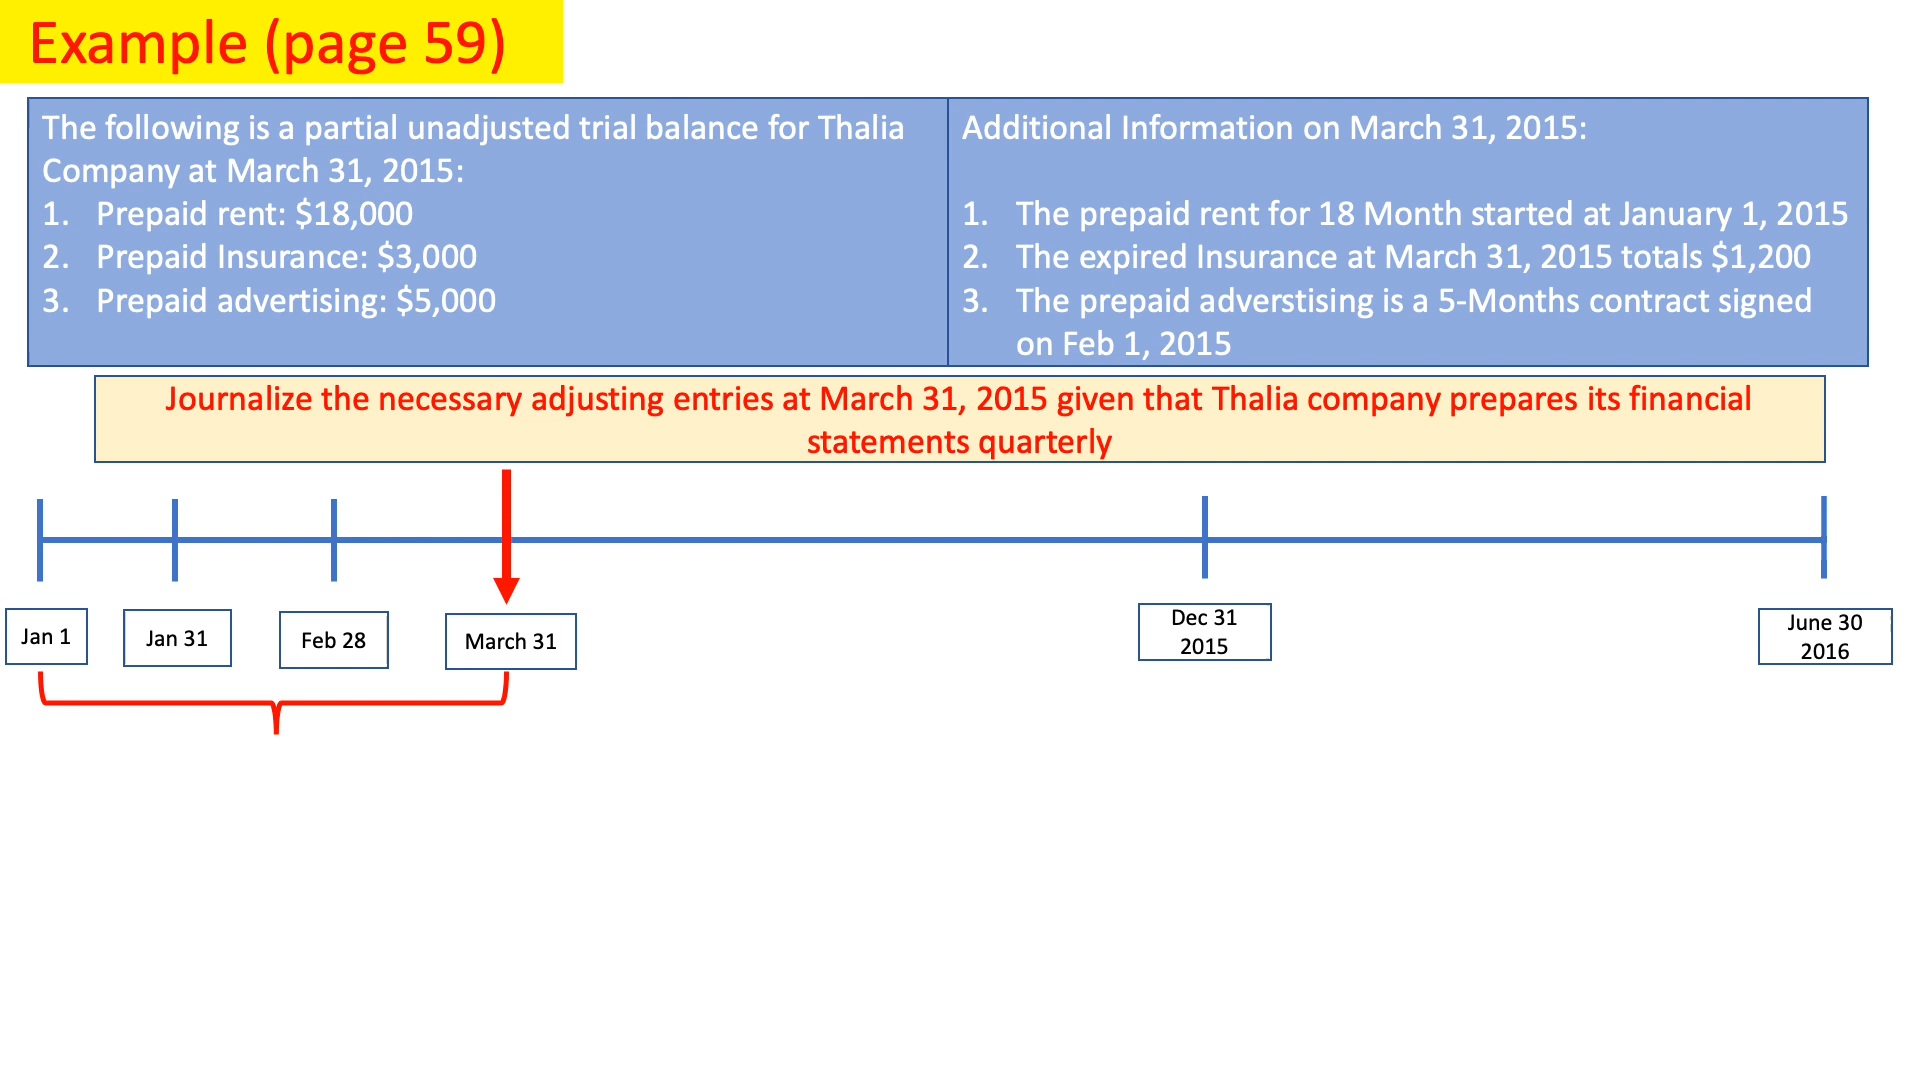 Example (page 59)
The following is a partial unadjusted trial balance for Thalia
Company at March 31, 2015:
1. Prepaid rent: $18,000
2. Prepaid Insurance: $3,000
3. Prepaid advertising: $5,000
Additional Information on March 31, 2015:
1. The prepaid rent for 18 Month started at January 1, 2015
2. The expired Insurance at March 31, 2015 totals $1,200
3. The prepaid adverstising is a 5-Months contract signed
on Feb 1, 2015
Journalize the necessary adjusting entries at March 31, 2015 given that Thalia company prepares its financial
statements quarterly
Jan 1
Jan 31
Feb 28
March 31
Dec 31
2015
June 30
2016